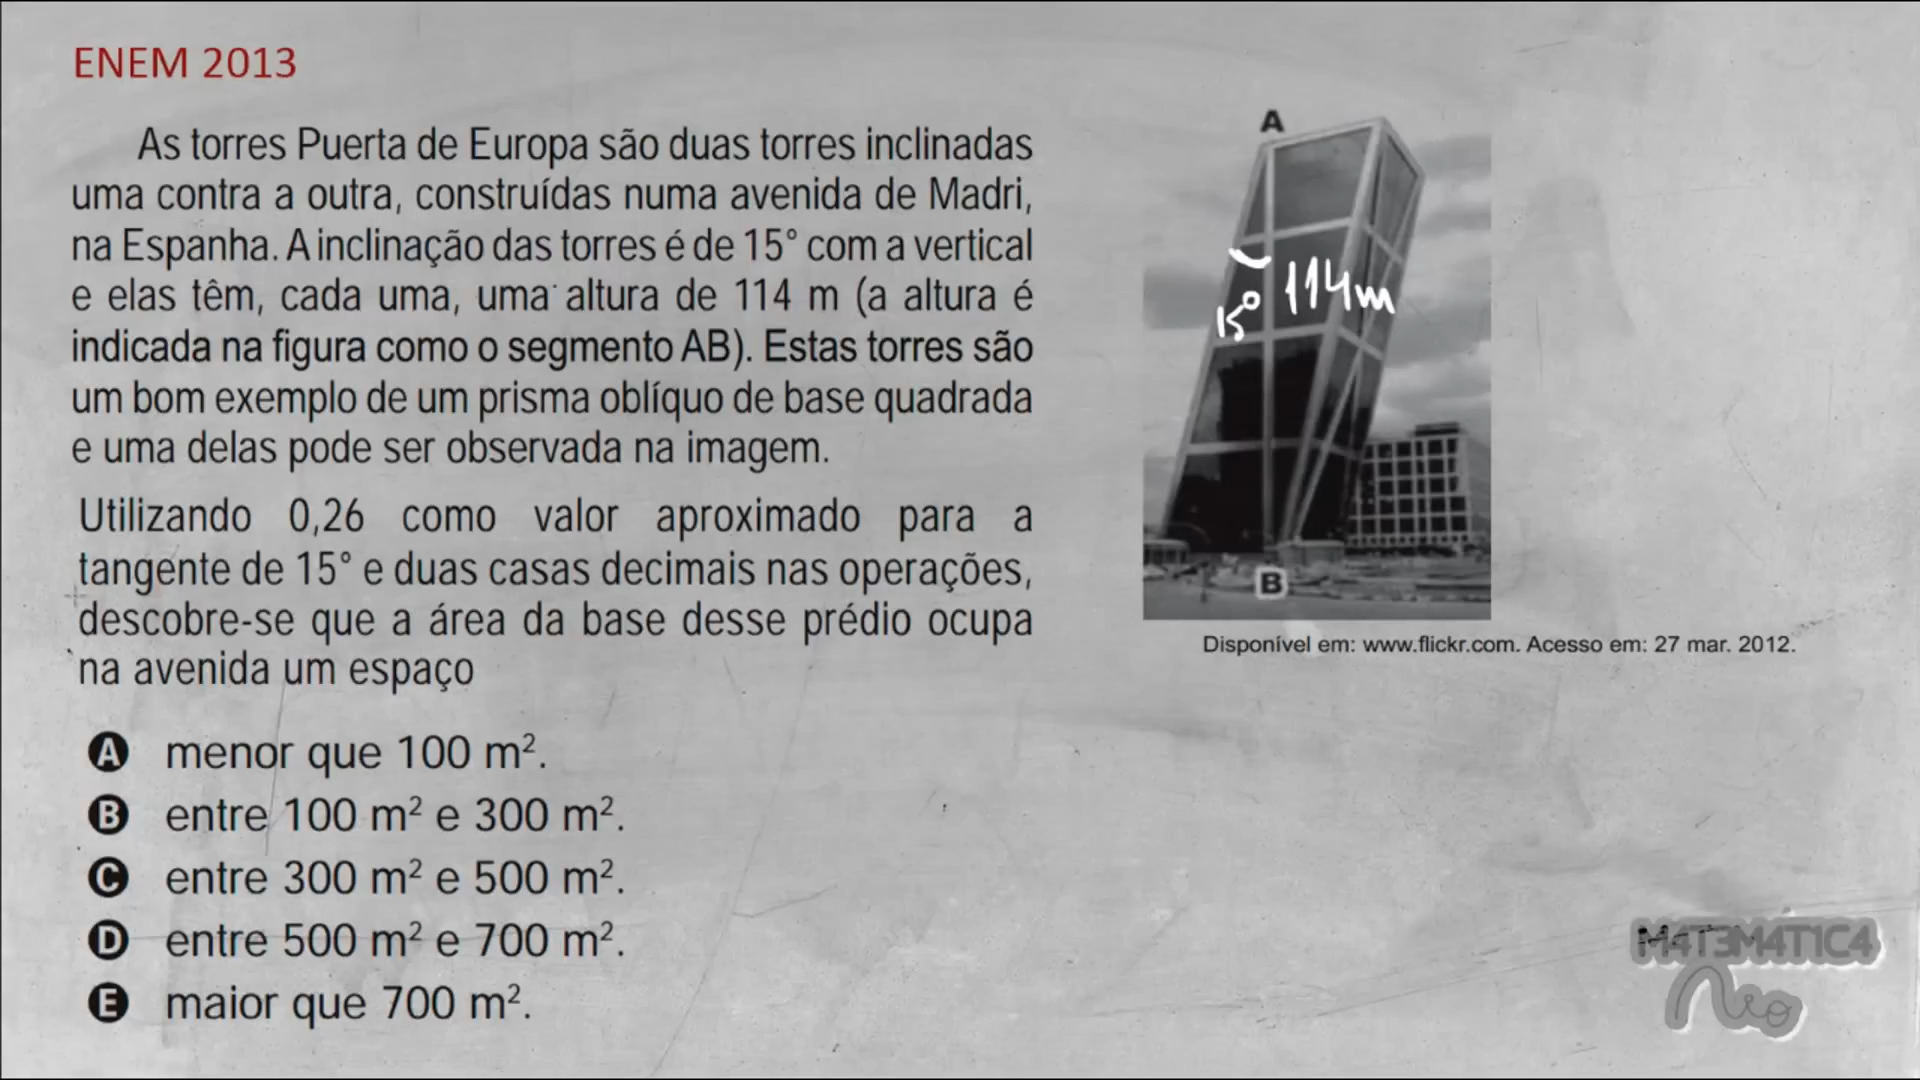 ENEM 2013
As torres Puerta de Europa são duas torres inclinadas
uma contra a outra, construídas numa avenida de Madri,
na Espanha. A inclinação das torres é de 15° com a vertical
e elas têm, cada uma, uma altura de 114 m (a altura é
indicada na figura como o segmento AB). Estas torres são
um bom exemplo de um prisma oblíquo de base quadrada
e uma delas pode ser observada na imagem.
Utilizando 0,26 como valor aproximado para a
tangente de 15° e duas casas decimais nas operações,
descobre-se que a área da base desse prédio ocupa
na avenida um espaço
A menor que 100 m².
B entre 100 m² e 300 m².
C entre 300 m² e 500 m².
D entre 500 m² e 700 m².
E maior que 700 m².
A
15° 114m
B
Disponível em: www.flickr.com. Acesso em: 27 mar. 2012.
M4T3M4T1C4
Rio